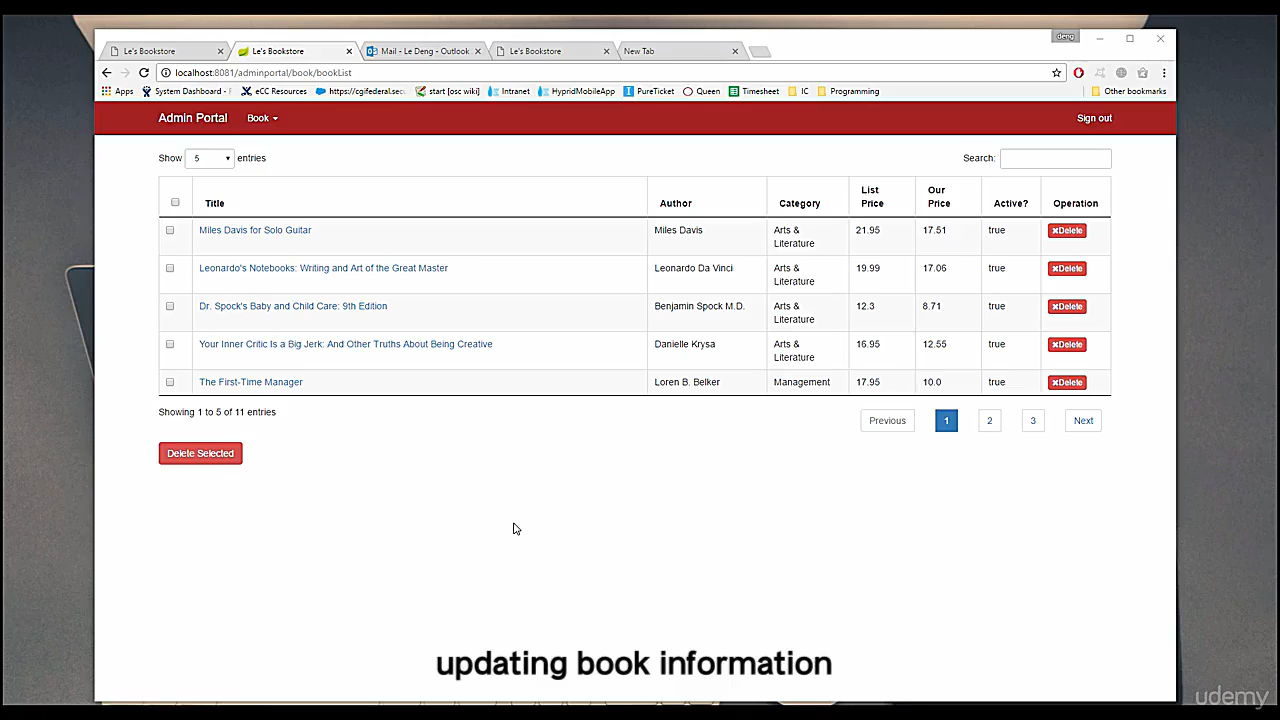 deng
Le's Bookstore
Le's Bookstore
Mail - Le Deng - Outlook
Le's Bookstore
New Tab
localhost:8081/adminportal/book/bookList
Apps
System Dashboard - F
eCC Resources
https://cgifederal.sec
start [osc wiki]
Intranet
HypridMobileApp
PureTicket
Queen
Timesheet
IC
Programming
Other bookmarks
Admin Portal
Book
Sign out
Show 5 entries
Search:
Title
Author
Category
List
Price
Our
Price
Active?
Operation
Miles Davis for Solo Guitar
Miles Davis
Arts &
Literature
21.95
17.51
true
Delete
Leonardo's Notebooks: Writing and Art of the Great Master
Leonardo Da Vinci
Arts &
Literature
19.99
17.06
true
Delete
Dr. Spock's Baby and Child Care: 9th Edition
Benjamin Spock M.D.
Arts &
Literature
12.3
8.71
true
Delete
Your Inner Critic Is a Big Jerk: And Other Truths About Being Creative
Danielle Krysa
Arts &
Literature
16.95
12.55
true
Delete
The First-Time Manager
Loren B. Belker
Management
17.95
10.0
true
Delete
Showing 1 to 5 of 11 entries
Previous
1
2
3
Next
Delete Selected
updating book information
udemy